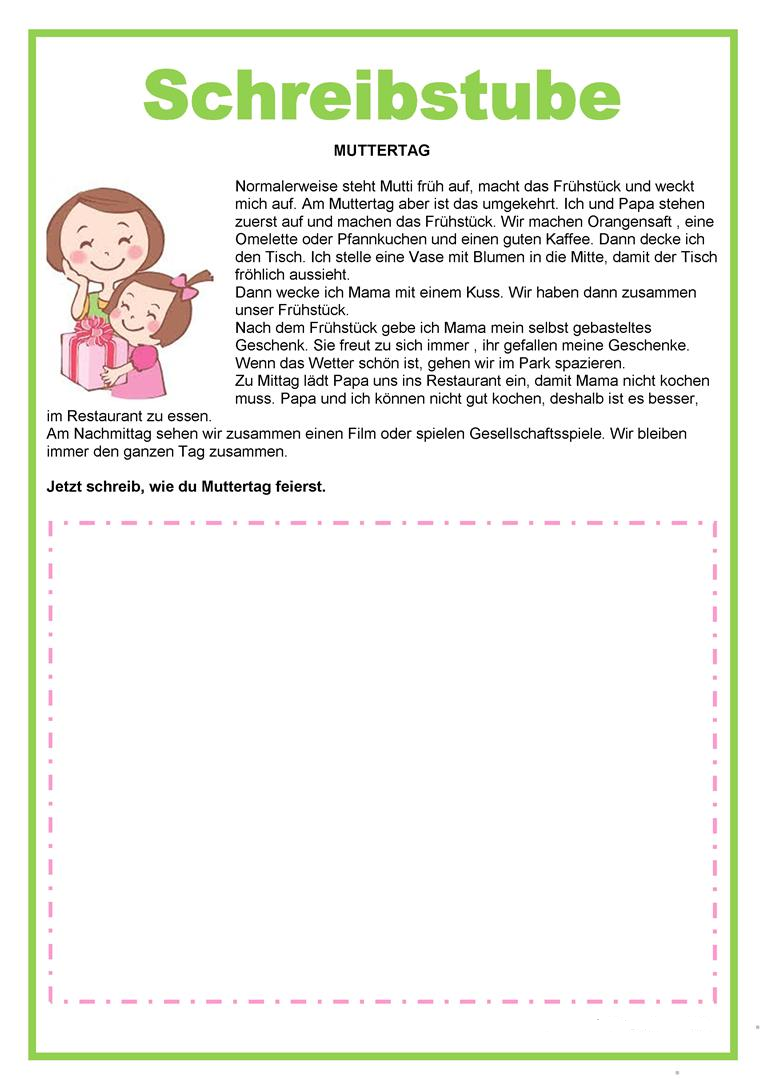 Schreibstube
MUTTERTAG
Normalerweise steht Mutti früh auf, macht das Frühstück und weckt
mich auf. Am Muttertag aber ist das umgekehrt. Ich und Papa stehen
zuerst auf und machen das Frühstück. Wir machen Orangensaft , eine
Omelette oder Pfannkuchen und einen guten Kaffee. Dann decke ich
den Tisch. Ich stelle eine Vase mit Blumen in die Mitte, damit der Tisch
fröhlich aussieht.
Dann wecke ich Mama mit einem Kuss. Wir haben dann zusammen
unser Frühstück.
Nach dem Frühstück gebe ich Mama mein selbst gebasteltes
Geschenk. Sie freut zu sich immer , ihr gefallen meine Geschenke.
Wenn das Wetter schön ist, gehen wir im Park spazieren.
Zu Mittag lädt Papa uns ins Restaurant ein, damit Mama nicht kochen
muss. Papa und ich können nicht gut kochen, deshalb ist es besser,
im Restaurant zu essen.
Am Nachmittag sehen wir zusammen einen Film oder spielen Gesellschaftsspiele. Wir bleiben
immer den ganzen Tag zusammen.
Jetzt schreib, wie du Muttertag feierst.